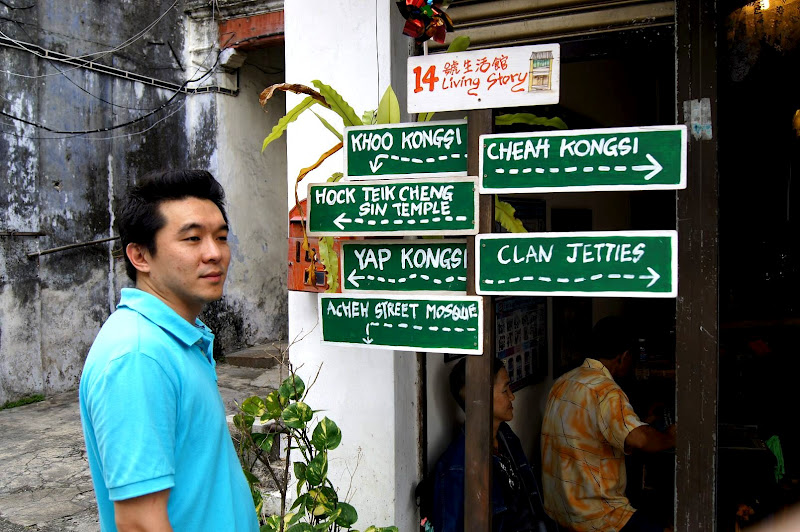 14 號生活館
Living Story
KHOO KONGSI
CHEAH KONGSI
HOCK TEIK CHENG
SIN TEMPLE
YAP KONGSI
CLAN JETTIES
ACHEH STREET MOSQUE